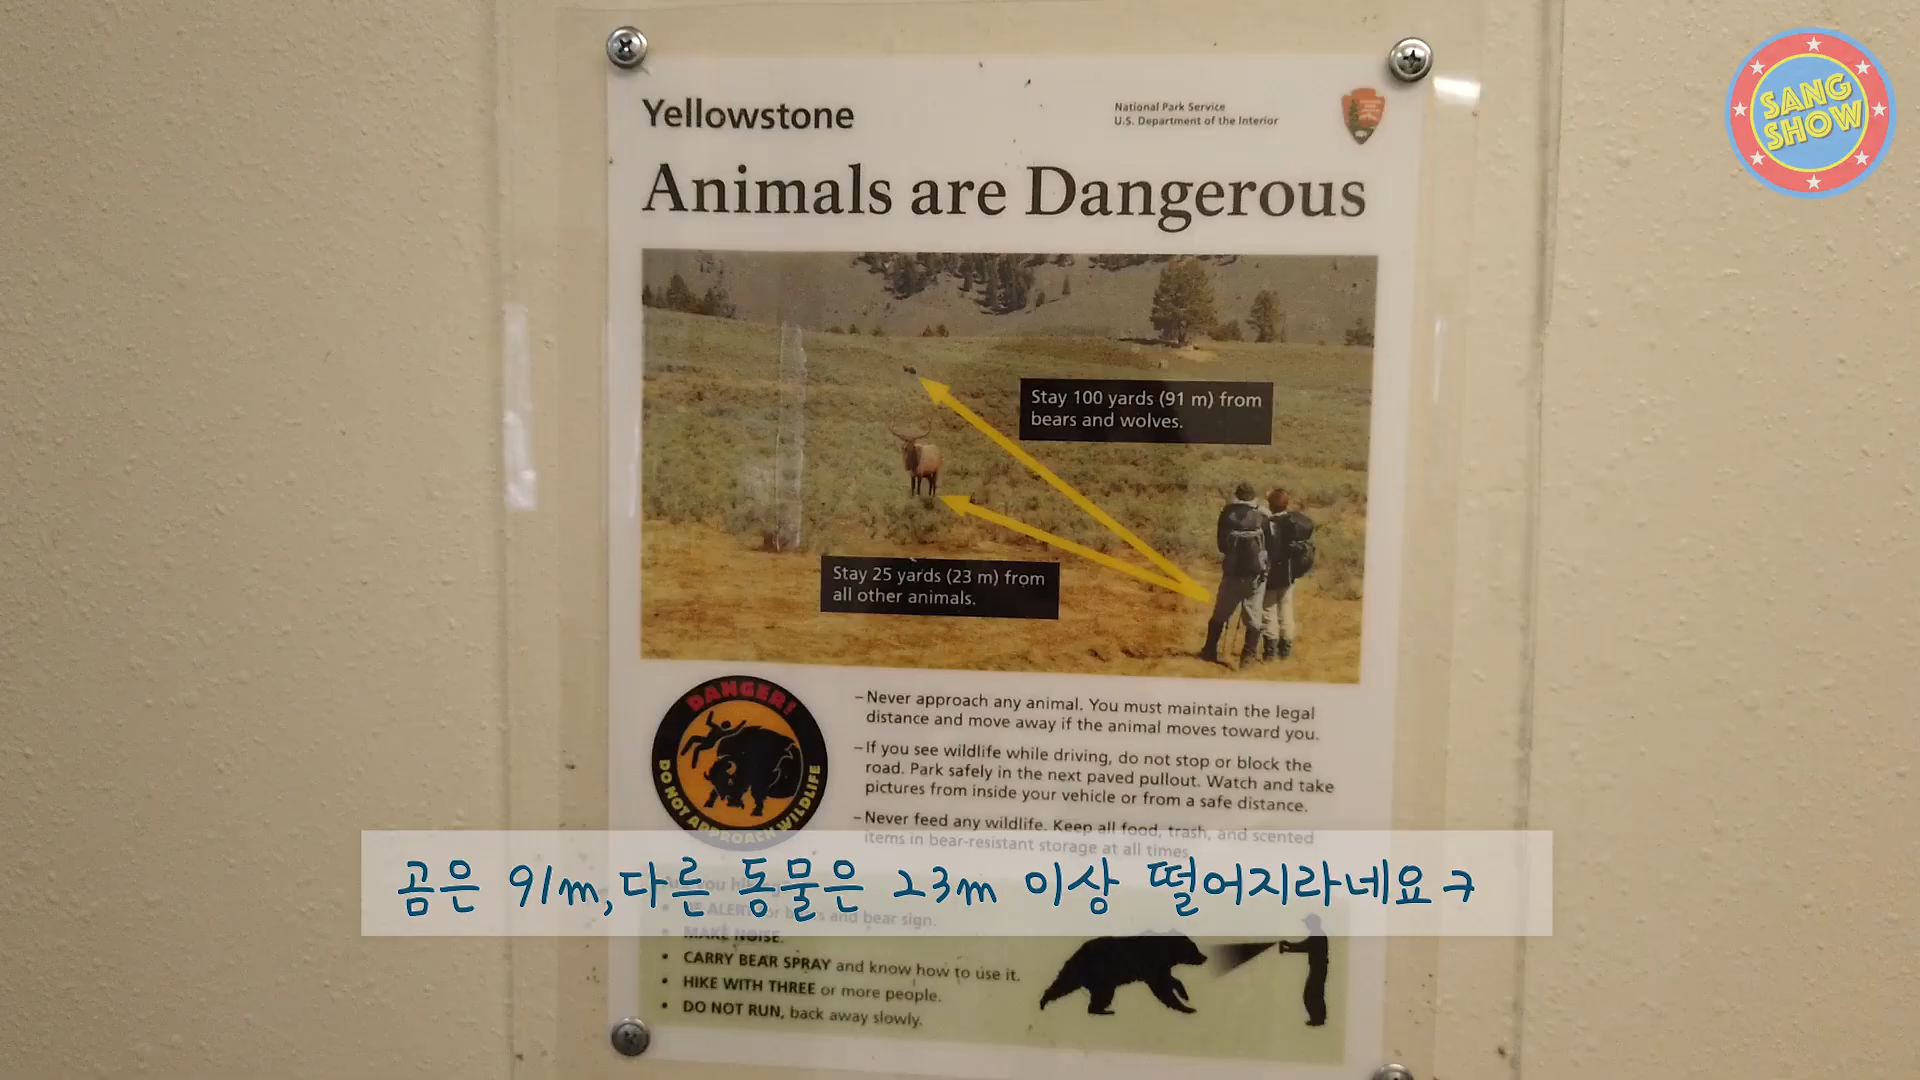 SANG
SHOW
Yellowstone
National Park Service
U.S. Department of the Interior
Animals are Dangerous
Stay 100 yards (91 m) from
bears and wolves.
Stay 25 yards (23 m) from
all other animals.
DANGER!
DO NOT APPROACH WILDLIFE
– Never approach any animal. You must maintain the legal
distance and move away if the animal moves toward you.
– If you see wildlife while driving, do not stop or block the
road. Park safely in the next paved pullout. Watch and take
pictures from inside your vehicle or from a safe distance.
– Never feed any wildlife. Keep all food, trash, and scented
items in bear-resistant storage at all times.
곰은 91m, 다른 동물은 23m 이상 떨어지라네요ㅋ
you
• BE ALERT for bears and bear sign.
• MAKE NOISE.
• CARRY BEAR SPRAY and know how to use it.
• HIKE WITH THREE or more people.
• DO NOT RUN, back away slowly.